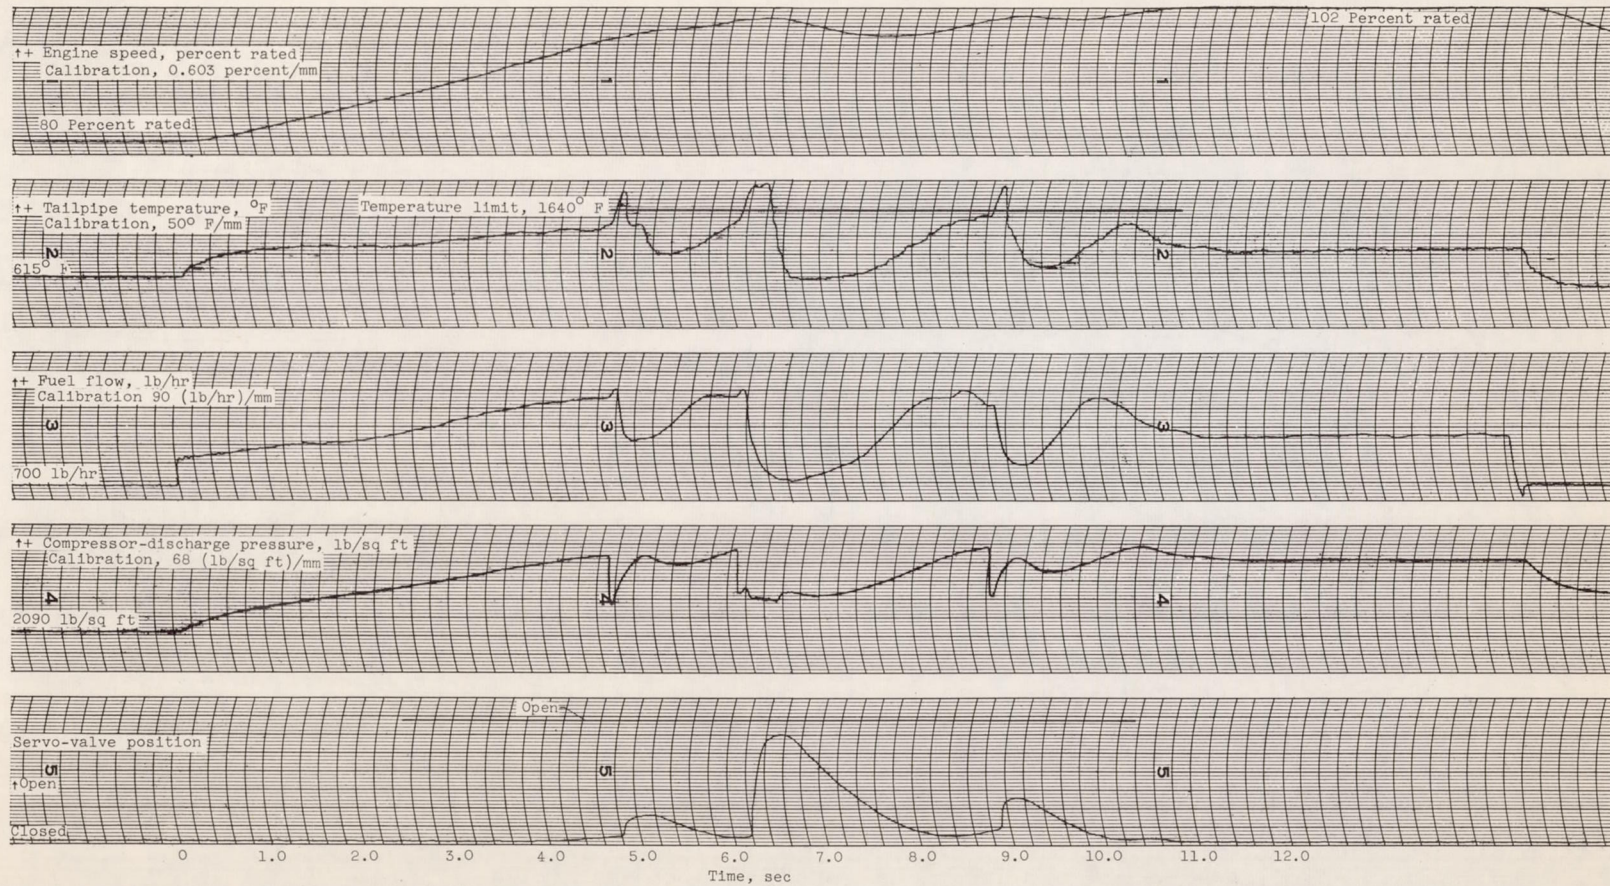 ↑+ Engine speed, percent rated
Calibration, 0.603 percent/mm
80 Percent rated
102 Percent rated
1
1
↑+ Tailpipe temperature, °F
Calibration, 50° F/mm
Temperature limit, 1640° F
2
2
2
615° F
↑+ Fuel flow, lb/hr
Calibration 90 (lb/hr)/mm
3
3
3
700 lb/hr
↑+ Compressor-discharge pressure, lb/sq ft
Calibration, 68 (lb/sq ft)/mm
4
4
4
2090 lb/sq ft
Open
Servo-valve position
5
5
5
↑Open
Closed
0 1.0 2.0 3.0 4.0 5.0 6.0 7.0 8.0 9.0 10.0 11.0 12.0
Time, sec